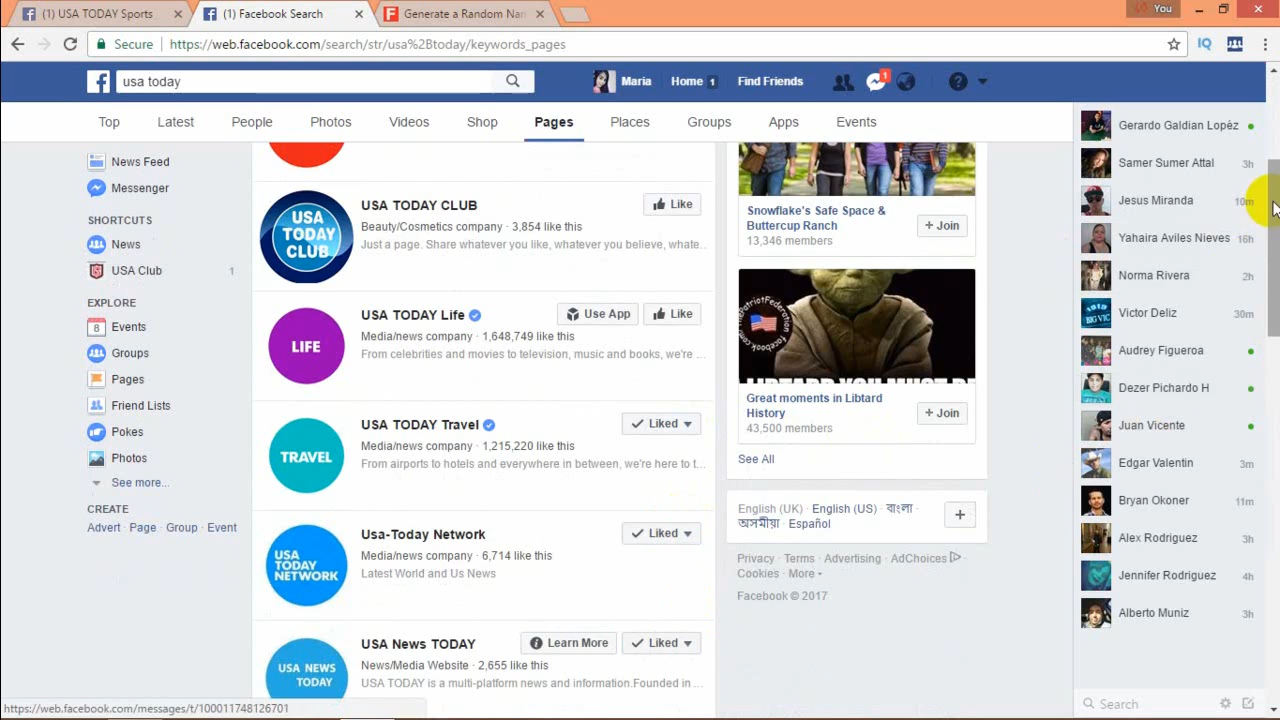 (1) USA TODAY Sports
(1) Facebook Search
Generate a Random Nan
You
Secure
https://web.facebook.com/search/str/usa%2Btoday/keywords_pages
IQ
usa today
Maria
Home 1
Find Friends
1
Top
Latest
People
Photos
Videos
Shop
Pages
Places
Groups
Apps
Events
News Feed
Messenger
SHORTCUTS
News
USA Club 1
EXPLORE
8 Events
Groups
Pages
Friend Lists
Pokes
Photos
See more...
CREATE
Advert · Page · Group · Event
USA TODAY CLUB
USA TODAY CLUB
Like
Beauty/Cosmetics company · 3,854 like this
Just a page. Share whatever you like, whatever you believe, whate...
LIFE
USA TODAY Life
Use App
Like
Media/news company · 1,648,749 like this
From celebrities and movies to television, music and books, we're ...
TRAVEL
USA TODAY Travel
Liked
Media/news company · 1,215,220 like this
From airports to hotels and everywhere in between, we're here to t...
USA TODAY NETWORK
Usa-Today Network
Liked
Media/news company · 6,714 like this
Latest World and Us News
USA NEWS TODAY
USA News TODAY
Learn More
Liked
News/Media Website · 2,655 like this
USA TODAY is a multi-platform news and information.Founded in ...
Snowflake's Safe Space &
Buttercup Ranch
13,346 members
+ Join
Great moments in Libtard
History
43,500 members
+ Join
See All
English (UK) · English (US) · বাংলা ·
অসমীয়া · Español
+
Privacy · Terms · Advertising · AdChoices ·
Cookies · More
Facebook © 2017
Gerardo Galdian Lopèz
Samer Sumer Attal 3h
Jesus Miranda 10m
Yahaira Aviles Nieves 16h
Norma Rivera 2h
Victor Deliz 30m
Audrey Figueroa
Dezer Pichardo H
Juan Vicente
Edgar Valentin 3m
Bryan Okoner 11m
Alex Rodriguez 3h
Jennifer Rodriguez 4h
Alberto Muniz 3h
Search
https://web.facebook.com/messages/t/100011748126701